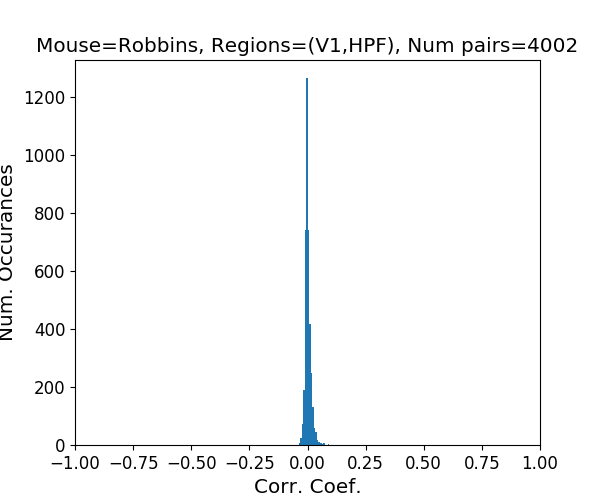 Mouse=Robbins, Regions=(V1,HPF), Num pairs=4002
Num. Occurances
1200
1000
800
600
400
200
0
−1.00 −0.75 −0.50 −0.25 0.00 0.25 0.50 0.75 1.00
Corr. Coef.